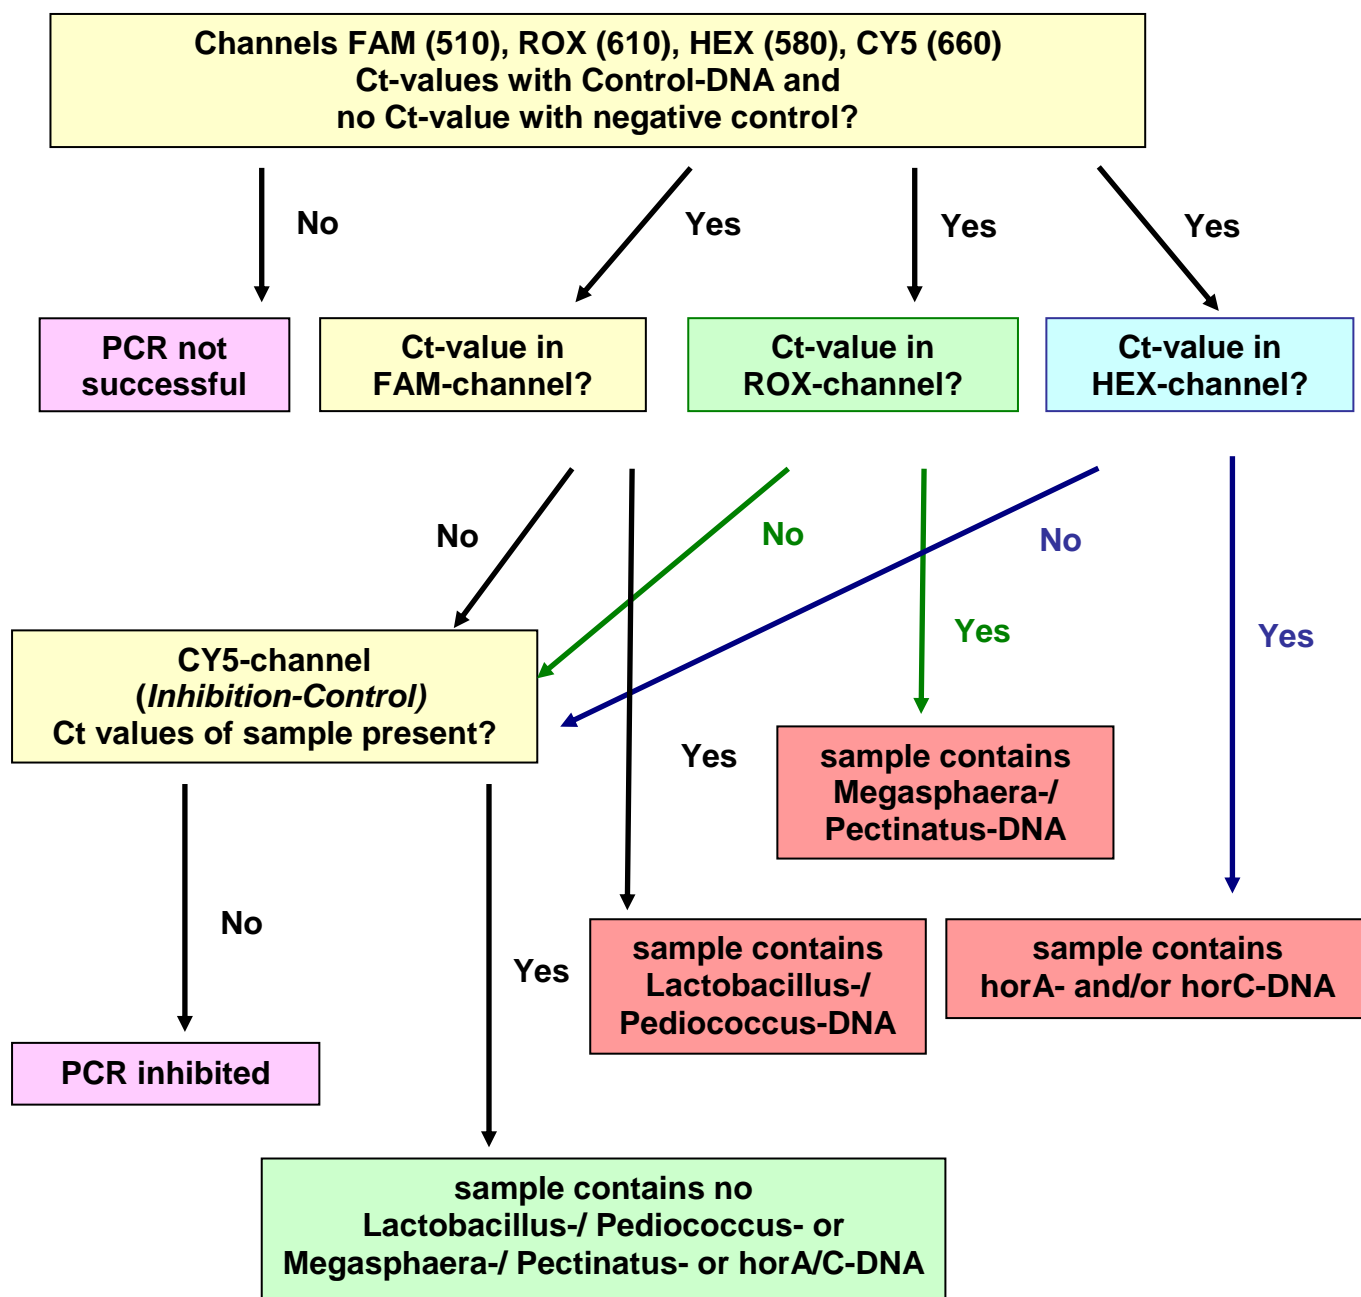 Channels FAM (510), ROX (610), HEX (580), CY5 (660)
Ct-values with Control-DNA and
no Ct-value with negative control?
No
Yes
Yes
Yes
PCR not
successful
Ct-value in
FAM-channel?
Ct-value in
ROX-channel?
Ct-value in
HEX-channel?
No
No
No
Yes
Yes
CY5-channel
(Inhibition-Control)
Ct values of sample present?
Yes
sample contains
Megasphaera-/
Pectinatus-DNA
No
Yes
sample contains
Lactobacillus-/
Pediococcus-DNA
sample contains
horA- and/or horC-DNA
PCR inhibited
sample contains no
Lactobacillus-/ Pediococcus- or
Megasphaera-/ Pectinatus- or horA/C-DNA